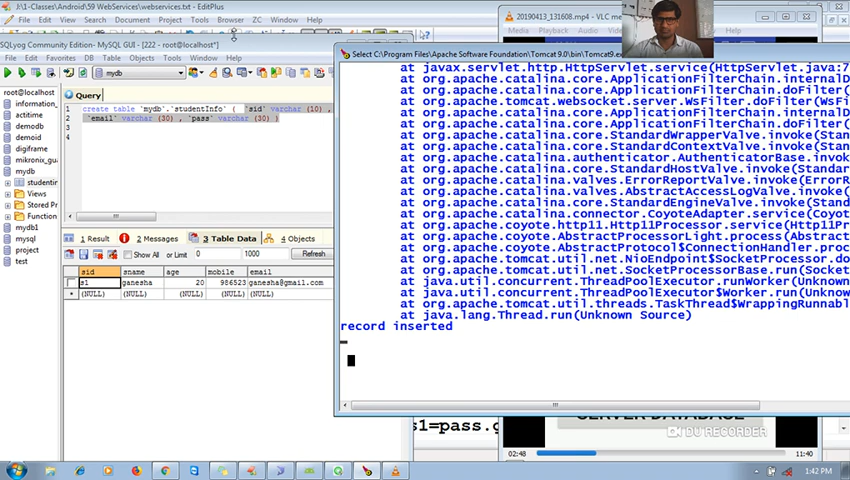 J:\1-Classes\Android\59 WebServices\webservices.txt - EditPlus
File Edit View Search Document Project Tools Browser ZC Window Help
20190413_131608.mp4 - VLC me
Media Playback Audio Video
SQLyog Community Edition- MySQL GUI - [222 - root@localhost*]
File Edit Favorites DB Table Objects Tools Powertools Window
mydb
root@localhost
information_
actitime
demodb
demoid
digiframe
mikronix_gua
mydb
studentin
Views
Stored Pr
Function
mydb1
mysql
project
test
Query
1 create table `mydb`.`studentInfo` ( `sid` varchar (10) ,
`email` varchar (30) , `pass` varchar (30) )
2
3
4
1 Result 2 Messages 3 Table Data 4 Objects
Show All or Limit 0 1000 Refresh
sid sname age mobile email
s1 ganesha 20 986523 ganesha@gmail.com
(NULL) (NULL) (NULL) (NULL) (NULL)
Select C:\Program Files\Apache Software Foundation\Tomcat 9.0\bin\Tomcat9.ex
at javax.servlet.http.HttpServlet.service(HttpServlet.java:7
at org.apache.catalina.core.ApplicationFilterChain.internalD
at org.apache.catalina.core.ApplicationFilterChain.doFilter(
at org.apache.tomcat.websocket.server.WsFilter.doFilter(WsFi
at org.apache.catalina.core.ApplicationFilterChain.internalD
at org.apache.catalina.core.ApplicationFilterChain.doFilter(
at org.apache.catalina.core.StandardWrapperValve.invoke(Stan
at org.apache.catalina.core.StandardContextValve.invoke(Stan
at org.apache.catalina.authenticator.AuthenticatorBase.invok
at org.apache.catalina.core.StandardHostValve.invoke(Standar
at org.apache.catalina.valves.ErrorReportValve.invoke(ErrorR
at org.apache.catalina.valves.AbstractAccessLogValve.invoke(
at org.apache.catalina.core.StandardEngineValve.invoke(Stand
at org.apache.catalina.connector.CoyoteAdapter.service(Coyot
at org.apache.coyote.http11.Http11Processor.service(Http11Pr
at org.apache.coyote.AbstractProcessorLight.process(Abstract
at org.apache.coyote.AbstractProtocol$ConnectionHandler.proc
at org.apache.tomcat.util.net.NioEndpoint$SocketProcessor.do
at org.apache.tomcat.util.net.SocketProcessorBase.run(Socket
at java.util.concurrent.ThreadPoolExecutor.runWorker(Unknown
at java.util.concurrent.ThreadPoolExecutor$Worker.run(Unknow
at org.apache.tomcat.util.threads.TaskThread$WrappingRunnabl
at java.lang.Thread.run(Unknown Source)
record inserted
s1=pass.g
SERVER DATABASE
DU RECORDER
02:48 11:40
1:42 PM